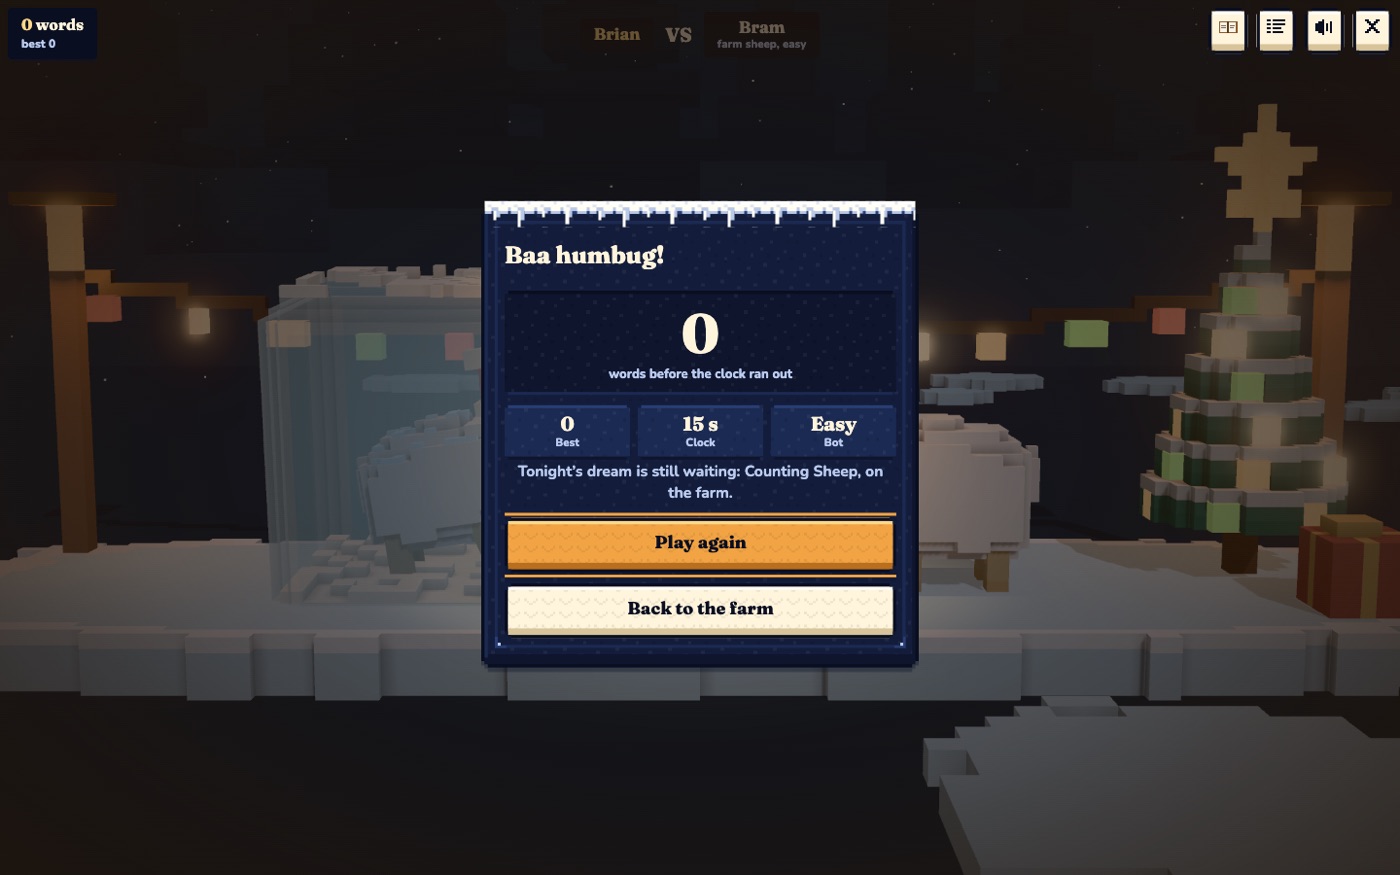 0 words
best 0
Brian VS Bram
farm sheep, easy
Baa humbug!
0
words before the clock ran out
0
Best
15 s
Clock
Easy
Bot
Tonight's dream is still waiting: Counting Sheep, on
the farm.
Play again
Back to the farm